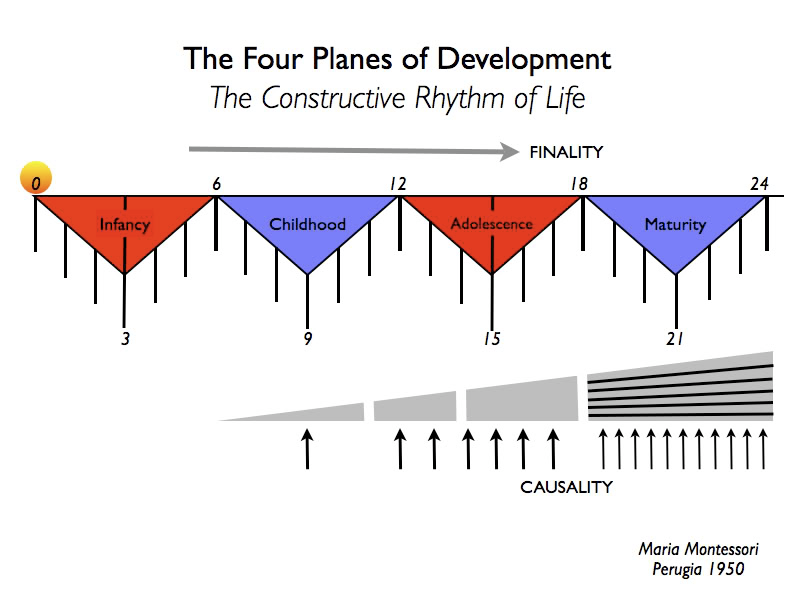 The Four Planes of Development
The Constructive Rhythm of Life
FINALITY
0 6 12 18 24
Infancy Childhood Adolescence Maturity
3 9 15 21
CAUSALITY
Maria Montessori
Perugia 1950